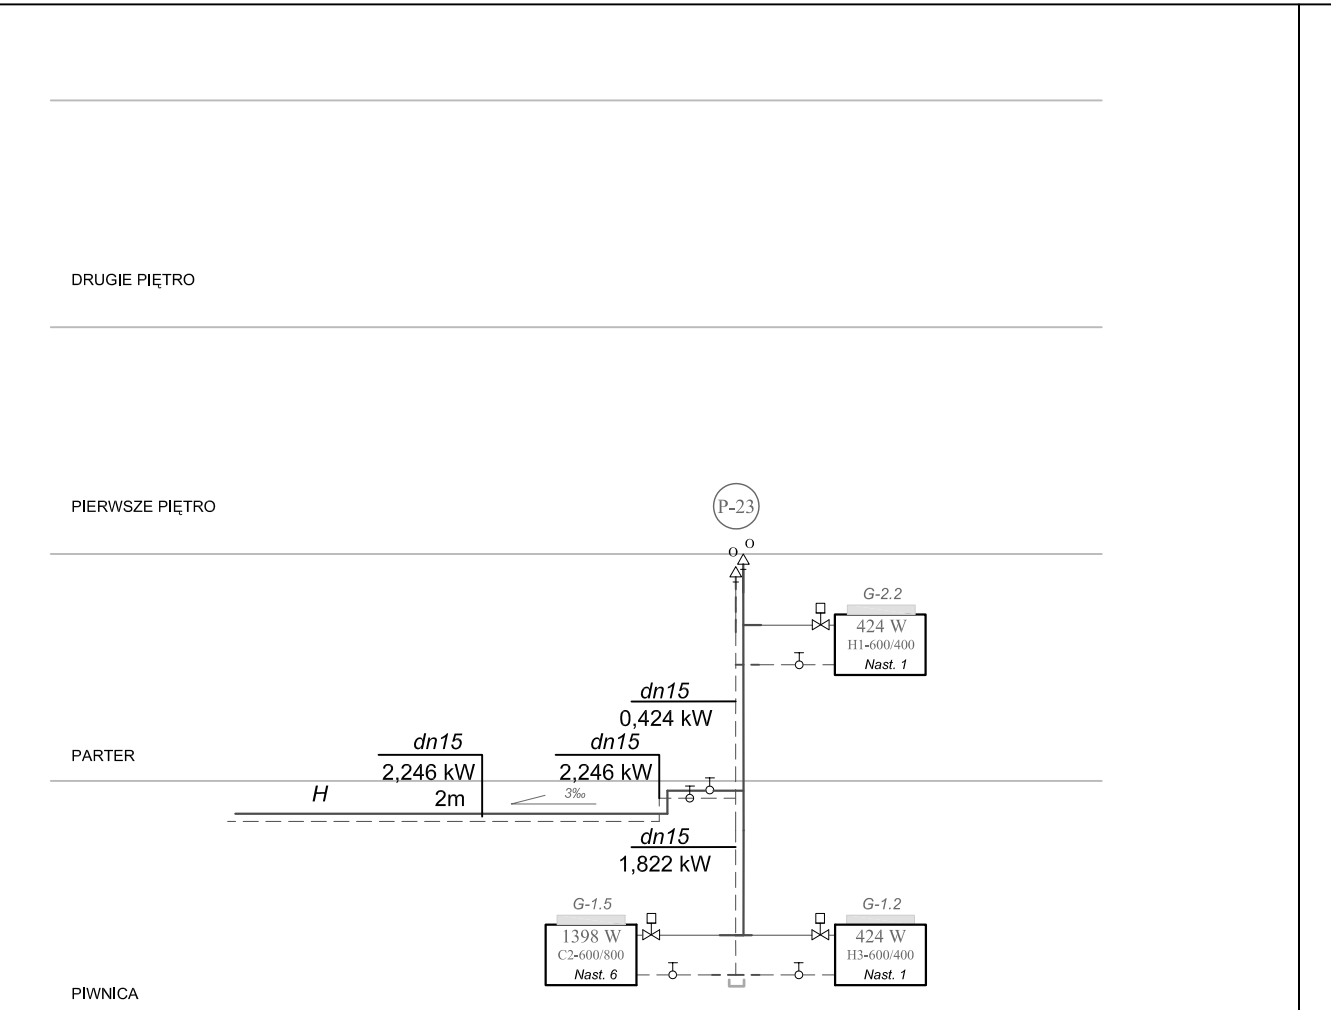 DRUGIE PIĘTRO
PIERWSZE PIĘTRO
P-23
O
O
G-2.2
424 W
H1-600/400
Nast. 1
dn15
0,424 kW
PARTER
dn15
2,246 kW
2m
dn15
2,246 kW
H
3‰
dn15
1,822 kW
G-1.5
1398 W
C2-600/800
Nast. 6
G-1.2
424 W
H3-600/400
Nast. 1
PIWNICA